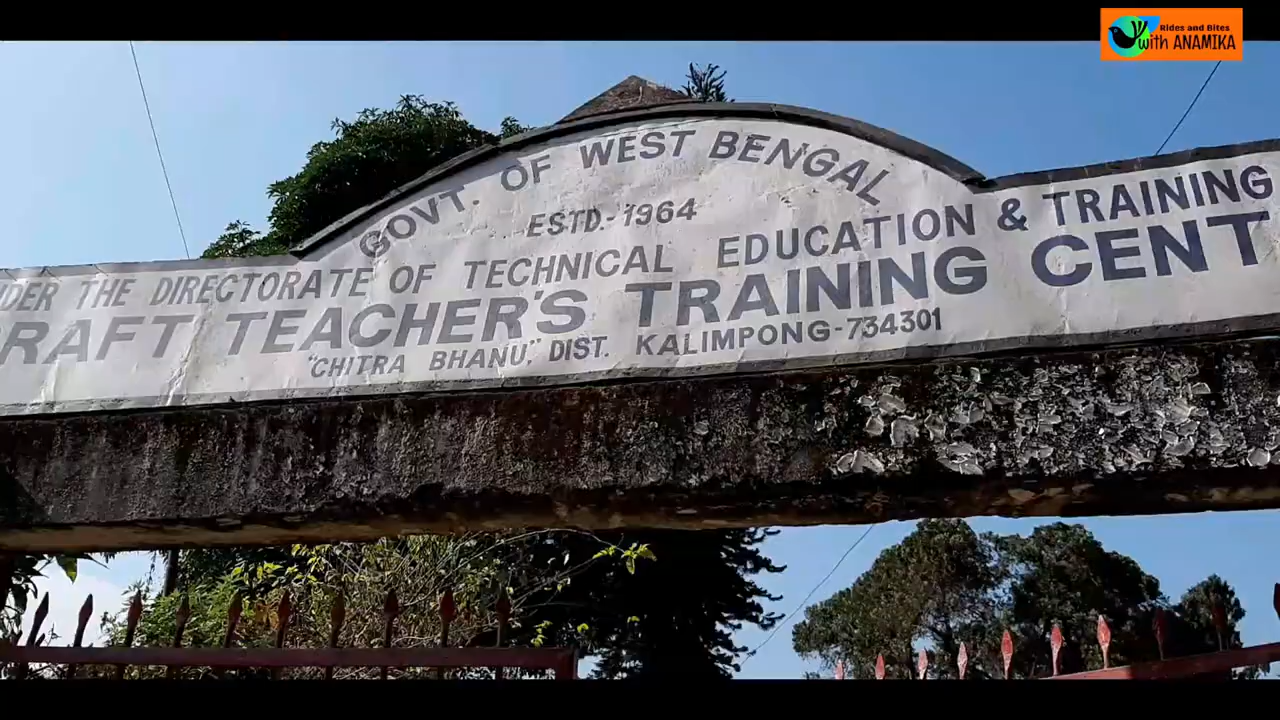 Rides and Bites
with ANAMIKA
GOVT. OF WEST BENGAL
ESTD.-1964
DER THE DIRECTORATE OF TECHNICAL EDUCATION & TRAINING
RAFT TEACHER'S TRAINING CENT
"CHITRA BHANU," DIST. KALIMPONG-734301